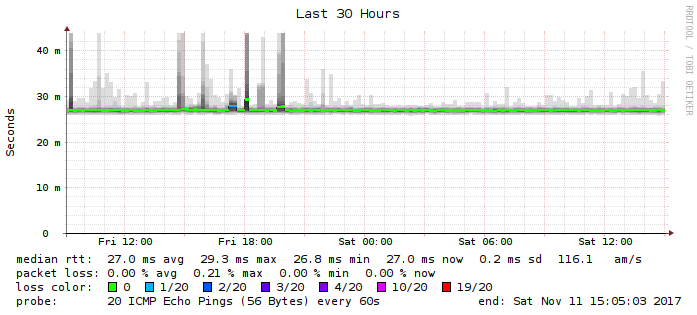 Last 30 Hours
RRDTOOL / TOBI OETIKER
Seconds
40 m
30 m
20 m
10 m
0
Fri 12:00 Fri 18:00 Sat 00:00 Sat 06:00 Sat 12:00
median rtt: 27.0 ms avg 29.3 ms max 26.8 ms min 27.0 ms now 0.2 ms sd 116.1 am/s
packet loss: 0.00 % avg 0.21 % max 0.00 % min 0.00 % now
loss color: 0 1/20 2/20 3/20 4/20 10/20 19/20
probe: 20 ICMP Echo Pings (56 Bytes) every 60s end: Sat Nov 11 15:05:03 2017